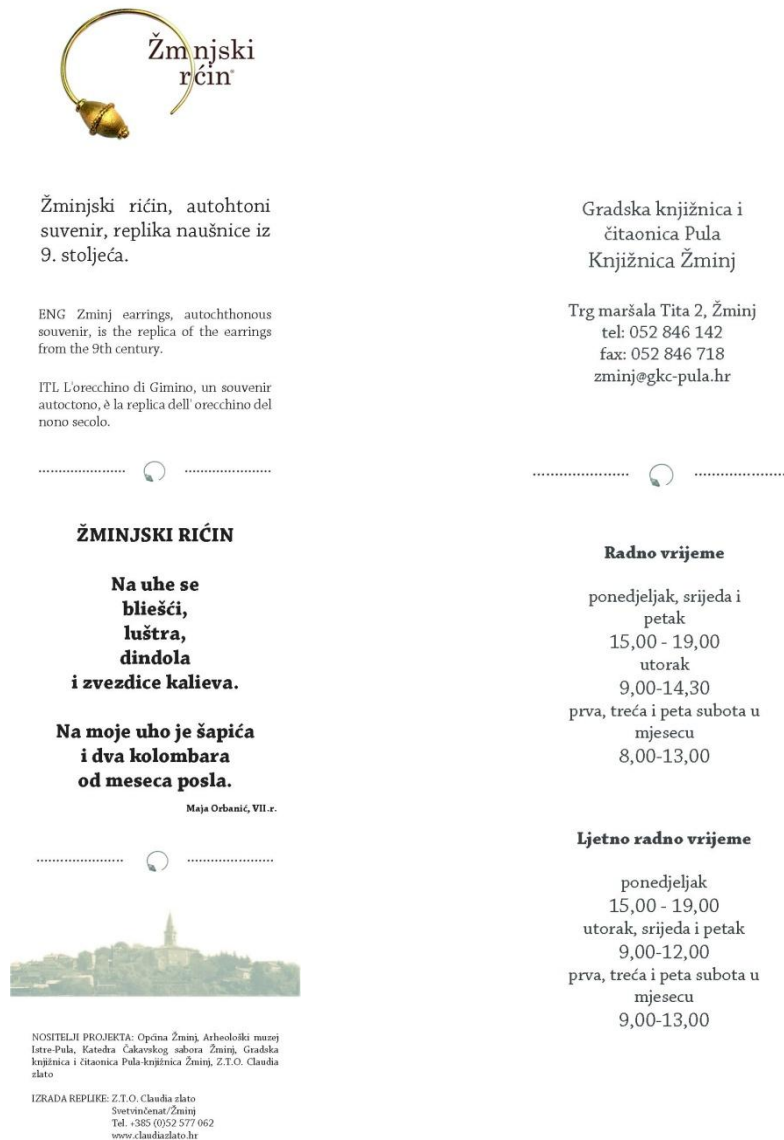 Žminjski
rićin
Žminjski rićin, autohtoni
suvenir, replika naušnice iz
9. stoljeća.
ENG Zminj earrings, autochthonous
souvenir, is the replica of the earrings
from the 9th century.
ITL L'orecchino di Gimino, un souvenir
autoctono, è la replica dell' orecchino del
nono secolo.
ŽMINJSKI RIĆIN
Na uhe se
bliešći,
luštra,
dindola
i zvezdice kalieva.
Na moje uho je šapića
i dva kolombara
od meseca posla.
Maja Orbanić, VII.r.
NOSITELJI PROJEKTA: Općina Žminj, Arheološki muzej
Istre-Pula, Katedra Čakavskog sabora Žminj, Gradska
knjižnica i čitaonica Pula-knjižnica Žminj, Z.T.O. Claudia
zlato
IZRADA REPLIKE: Z.T.O. Claudia zlato
Svetvinčenat/Žminj
Tel. +385 (0)52 577 062
www.claudiazlato.hr
Gradska knjižnica i
čitaonica Pula
Knjižnica Žminj
Trg maršala Tita 2, Žminj
tel: 052 846 142
fax: 052 846 718
zminj@gkc-pula.hr
Radno vrijeme
ponedjeljak, srijeda i
petak
15,00 - 19,00
utorak
9,00-14,30
prva, treća i peta subota u
mjesecu
8,00-13,00
Ljetno radno vrijeme
ponedjeljak
15,00 - 19,00
utorak, srijeda i petak
9,00-12,00
prva, treća i peta subota u
mjesecu
9,00-13,00